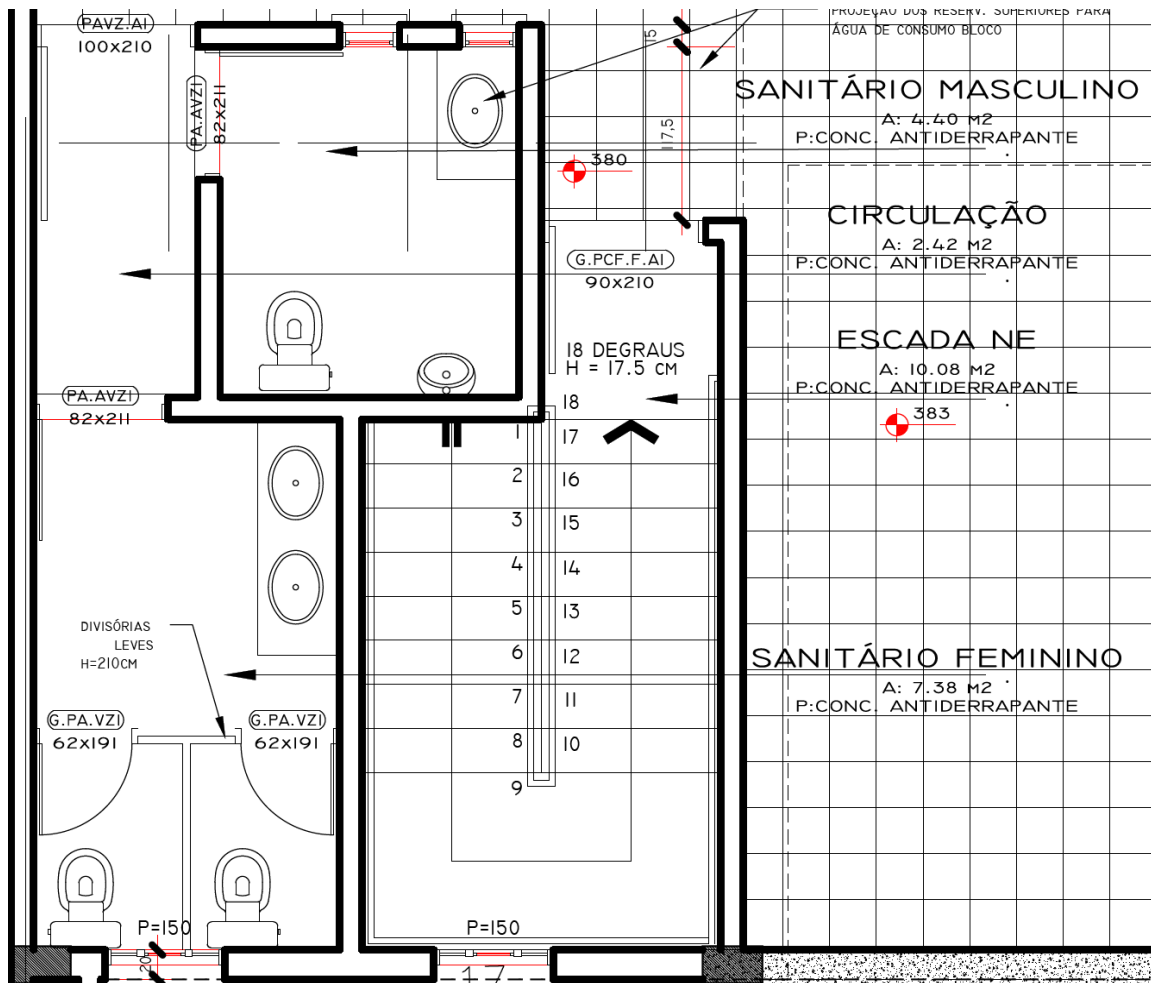 PAVZ.AI
100x210
PA.AVZI
82x211
PROJEÇÃO DOS RESERV. SUPERIORES PARA
ÁGUA DE CONSUMO BLOCO
15
117,5
380
SANITÁRIO MASCULINO
A: 4.40 M2
P:CONC. ANTIDERRAPANTE
CIRCULAÇÃO
A: 2.42 M2
P:CONC. ANTIDERRAPANTE
G.PCF.F.AI
90x210
ESCADA NE
A: 10.08 M2
P:CONC. ANTIDERRAPANTE
383
18 DEGRAUS
H = 17.5 CM
PA.AVZI
82x211
18
1 17
2 16
3 15
4 14
5 13
6 12
7 11
8 10
9
DIVISÓRIAS
LEVES
H=210CM
SANITÁRIO FEMININO
A: 7.38 M2
P:CONC. ANTIDERRAPANTE
G.PA.VZI
62x191
G.PA.VZI
62x191
P=150
P=150
20
17